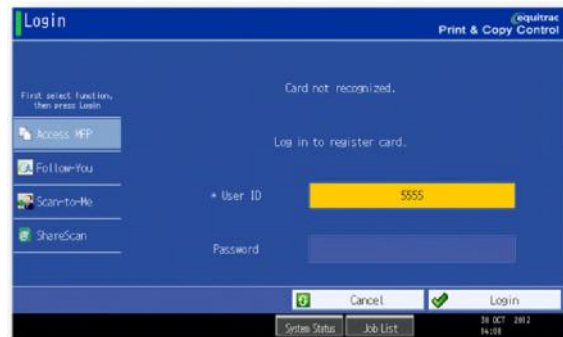 Login
equitrac
Print & Copy Control
First select function,
then press Login
Access MFP
Follow-You
Scan-to-Me
ShareScan
Card not recognized.
Log in to register card.
* User ID
5555
Password
Cancel
Login
System Status
Job List
30 OCT 2012
14:08